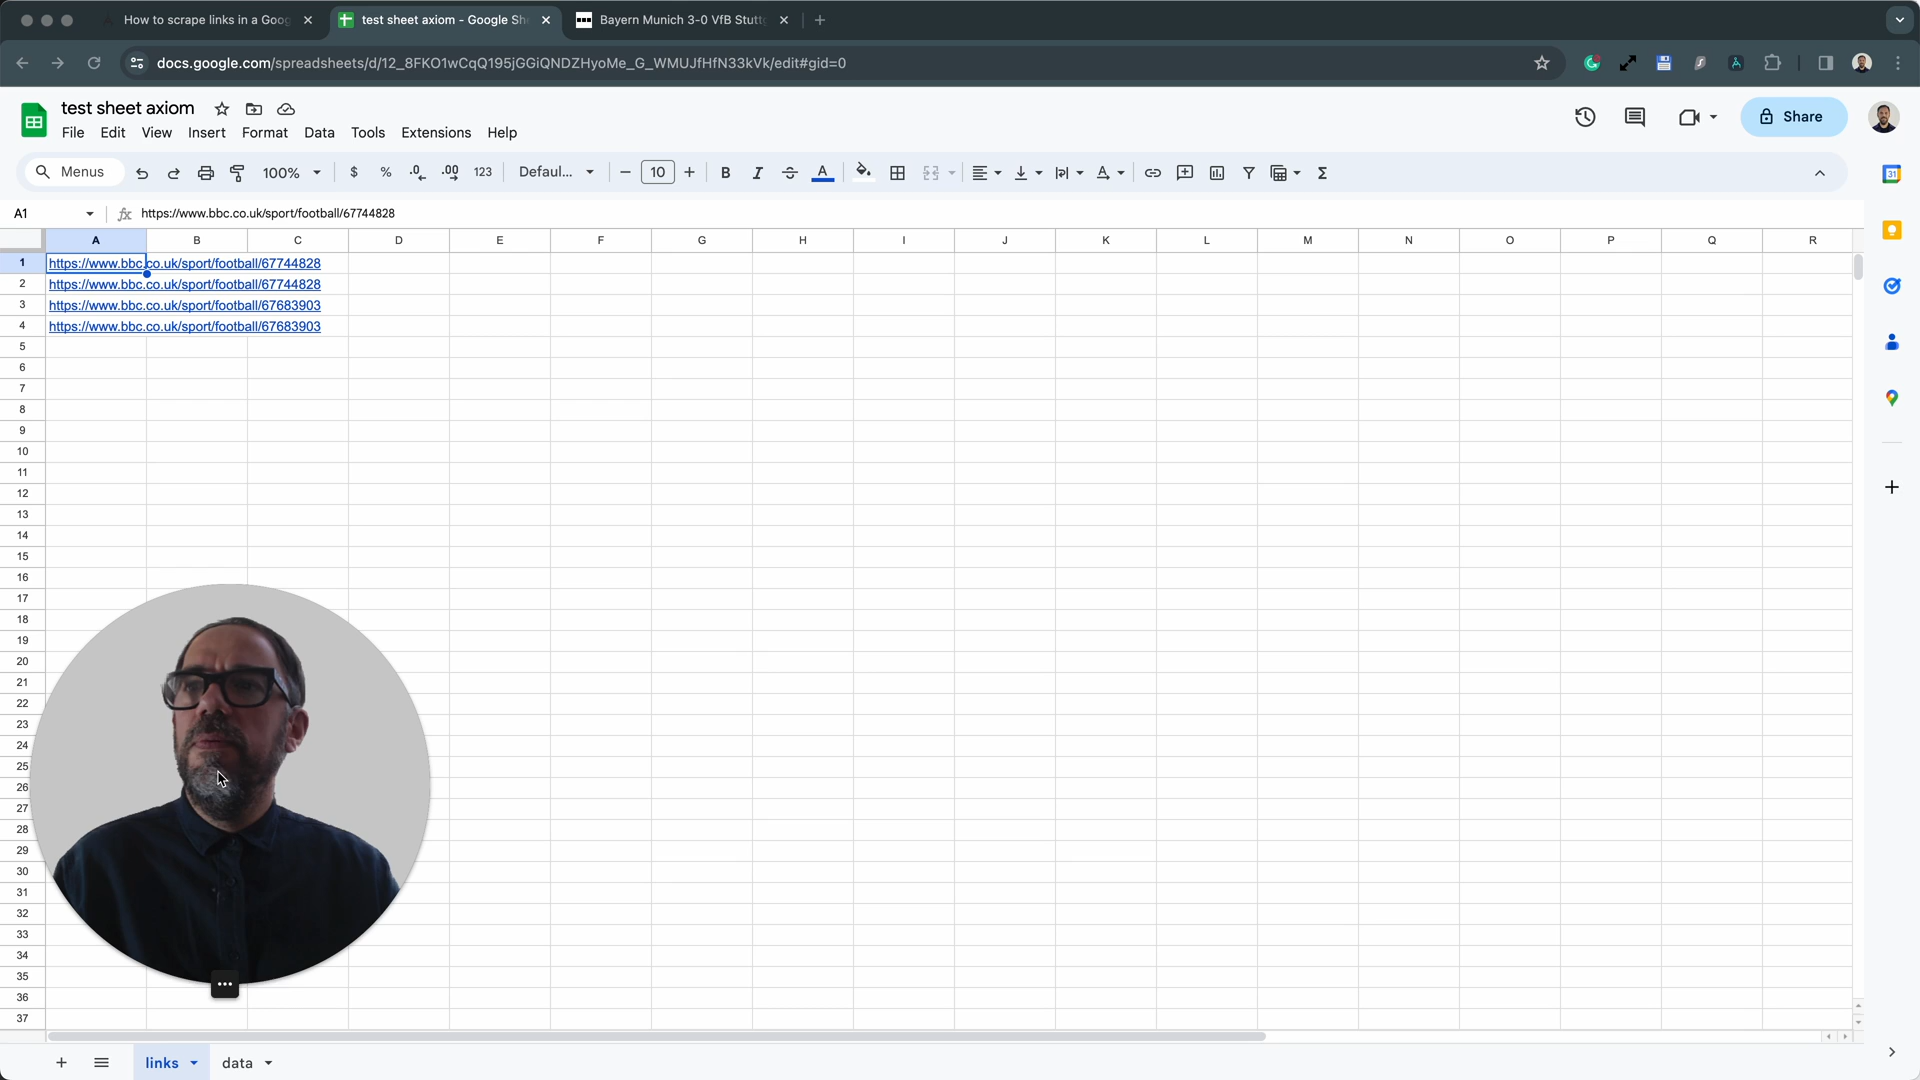 How to scrape links in a Goog
test sheet axiom - Google Sh
Bayern Munich 3-0 VfB Stutt
docs.google.com/spreadsheets/d/12_8FKO1wCqQ195jGGiQNDZHyoMe_G_WMUJfHfN33kVk/edit#gid=0
test sheet axiom
File Edit View Insert Format Data Tools Extensions Help
Share
Menus 100% $ % .0 .00 123 Defaul... 10 B I A
31
A1 fx https://www.bbc.co.uk/sport/football/67744828
A B C D E F G H I J K L M N O P Q R
1 https://www.bbc.co.uk/sport/football/67744828
2 https://www.bbc.co.uk/sport/football/67744828
3 https://www.bbc.co.uk/sport/football/67683903
4 https://www.bbc.co.uk/sport/football/67683903
5
6
7
8
9
10
11
12
13
14
15
16
17
18
19
20
21
22
23
24
25
26
27
28
29
30
31
32
33
34
35
36
37
links data